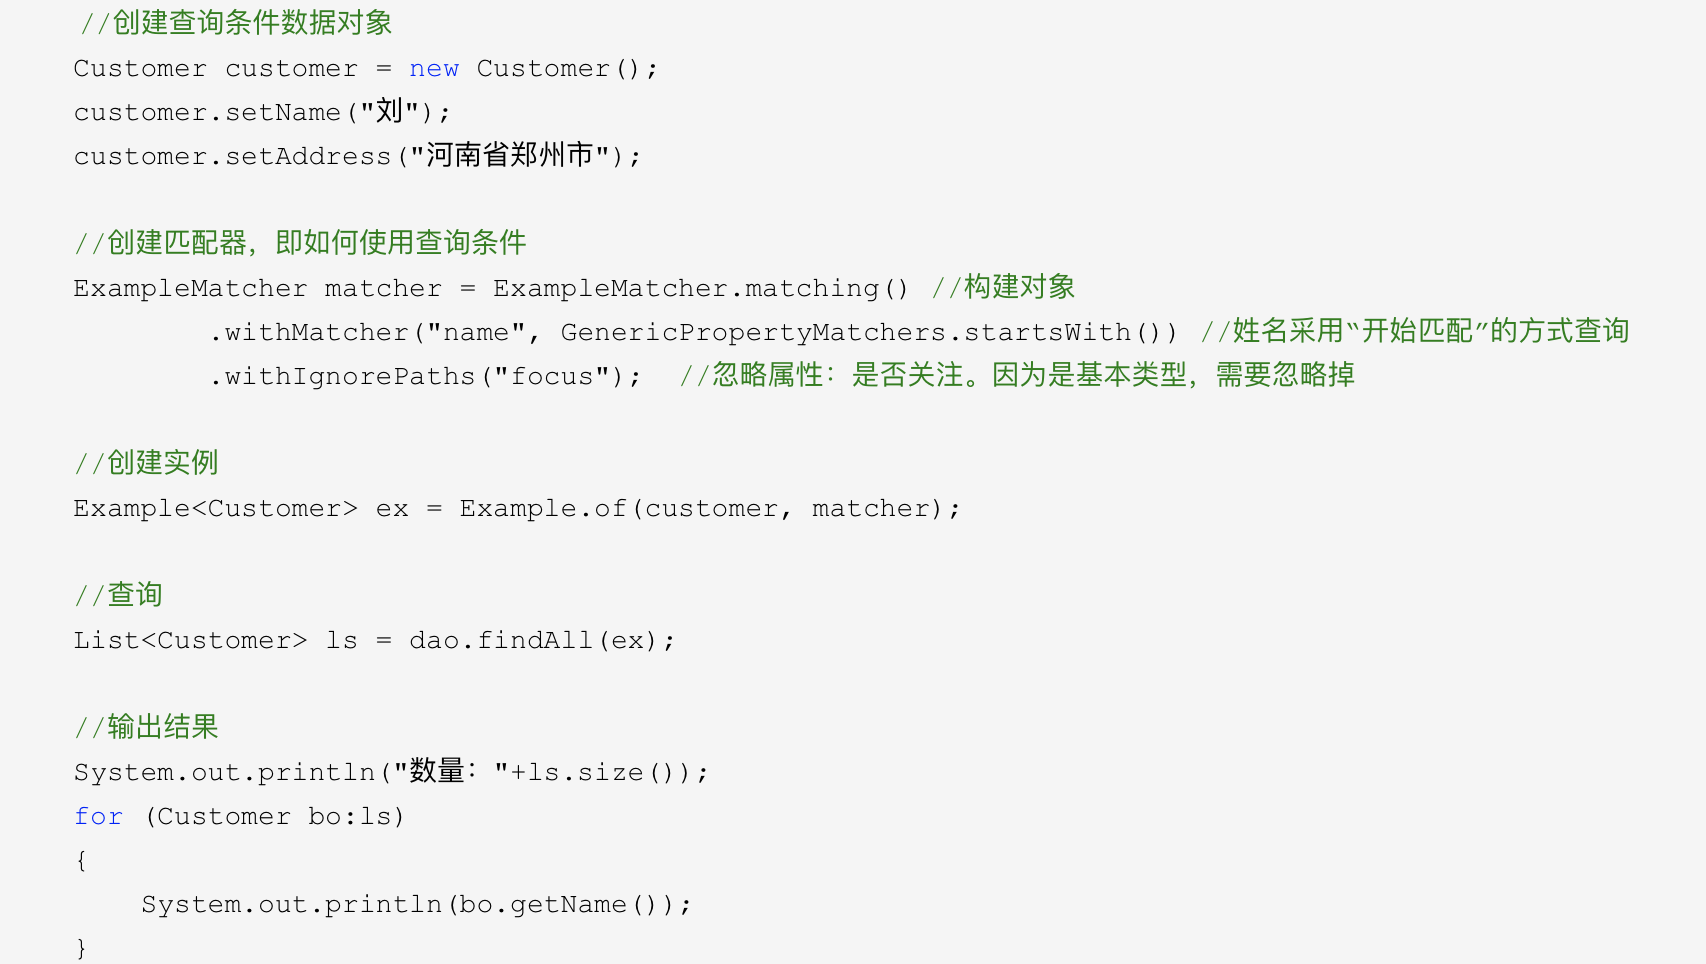 //创建查询条件数据对象
Customer customer = new Customer();
customer.setName("刘");
customer.setAddress("河南省郑州市");
//创建匹配器，即如何使用查询条件
ExampleMatcher matcher = ExampleMatcher.matching() //构建对象
.withMatcher("name", GenericPropertyMatchers.startsWith()) //姓名采用“开始匹配”的方式查询
.withIgnorePaths("focus");  //忽略属性：是否关注。因为是基本类型，需要忽略掉
//创建实例
Example<Customer> ex = Example.of(customer, matcher);
//查询
List<Customer> ls = dao.findAll(ex);
//输出结果
System.out.println("数量："+ls.size());
for (Customer bo:ls)
{
System.out.println(bo.getName());
}